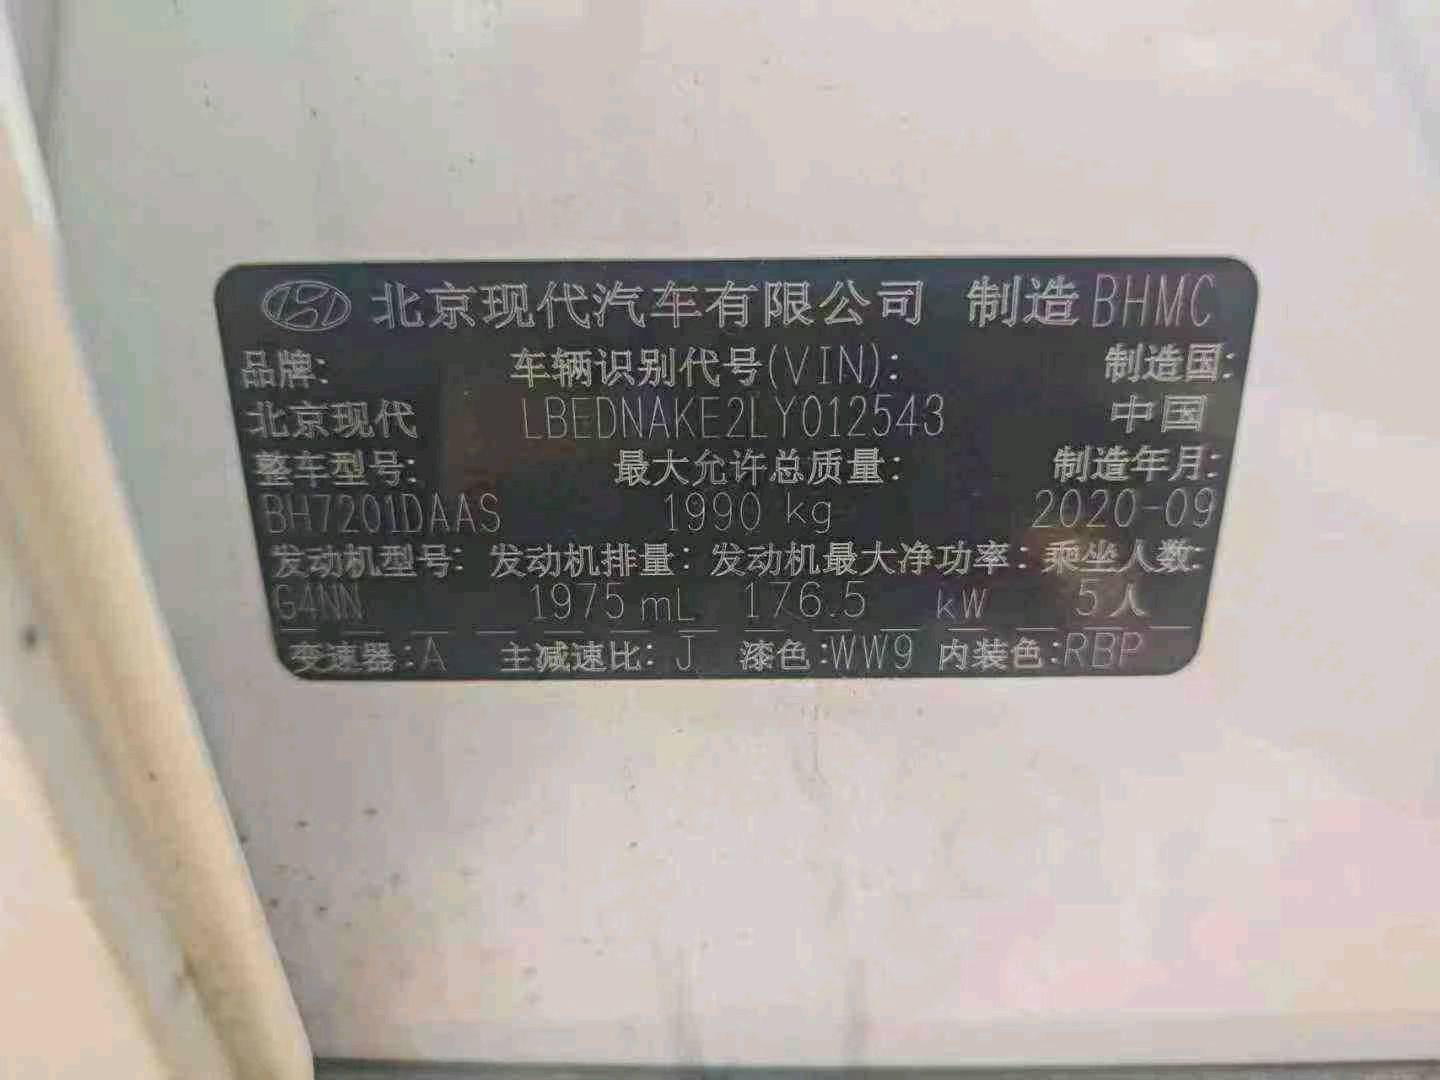 北京现代汽车有限公司 制造 BHMC
品牌: 车辆识别代号(VIN): 制造国:
北京现代 LBEDNAKE2LY012543 中国
整车型号: 最大允许总质量: 制造年月:
BH7201DAAS 1990 kg 2020-09
发动机型号: 发动机排量: 发动机最大净功率: 乘坐人数:
G4NN 1975 mL 176.5 kW 5人
变速器:A 主减速比: J 漆色:WW9 内装色:RBP